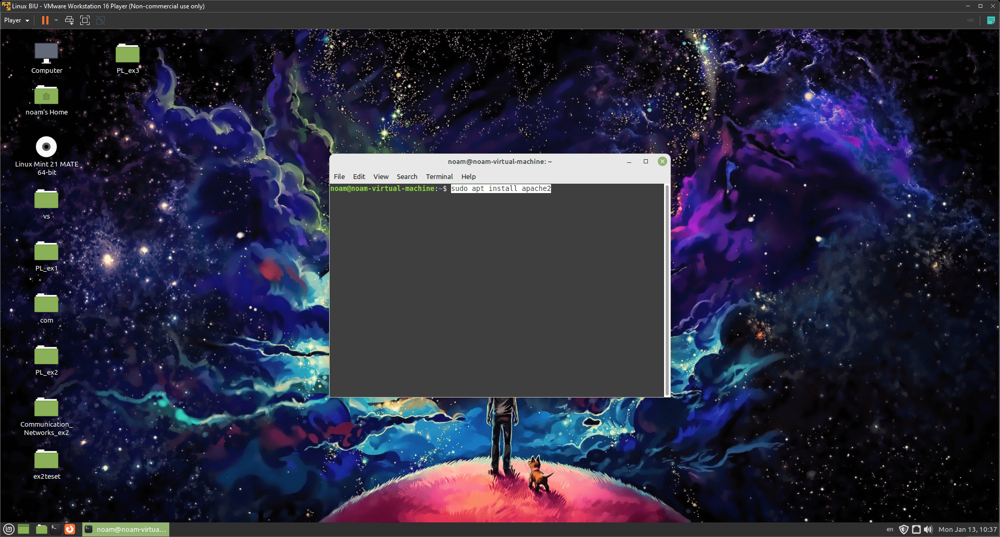 Linux BIU - VMware Workstation 16 Player (Non-commercial use only)
Player
Computer
PL_ex3
noam's Home
Linux Mint 21 MATE
64-bit
vs
PL_ex1
com
PL_ex2
Communication_
Networks_ex2
ex2teset
noam@noam-virtual-machine: ~
File Edit View Search Terminal Help
noam@noam-virtual-machine:~$ sudo apt install apache2
noam@noam-virtua...
en
Mon Jan 13, 10:37